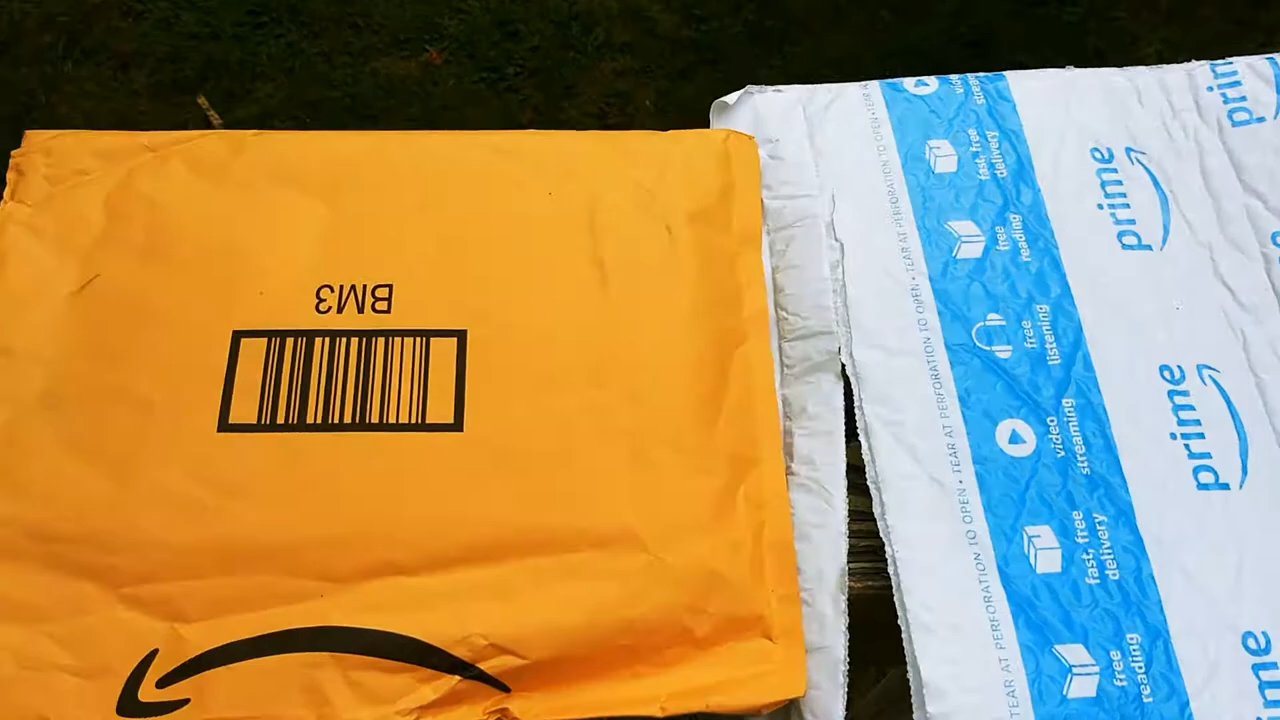 BM3
TEAR AT PERFORATION TO OPEN • TEAR AT PERFORATION TO OPEN • TEAR AT PERFORATION TO OPEN • TEAR AT PERFORATION TO OPEN • TEAR
free reading
fast, free delivery
video streaming
free listening
free reading
fast, free delivery
prime
prime
prime